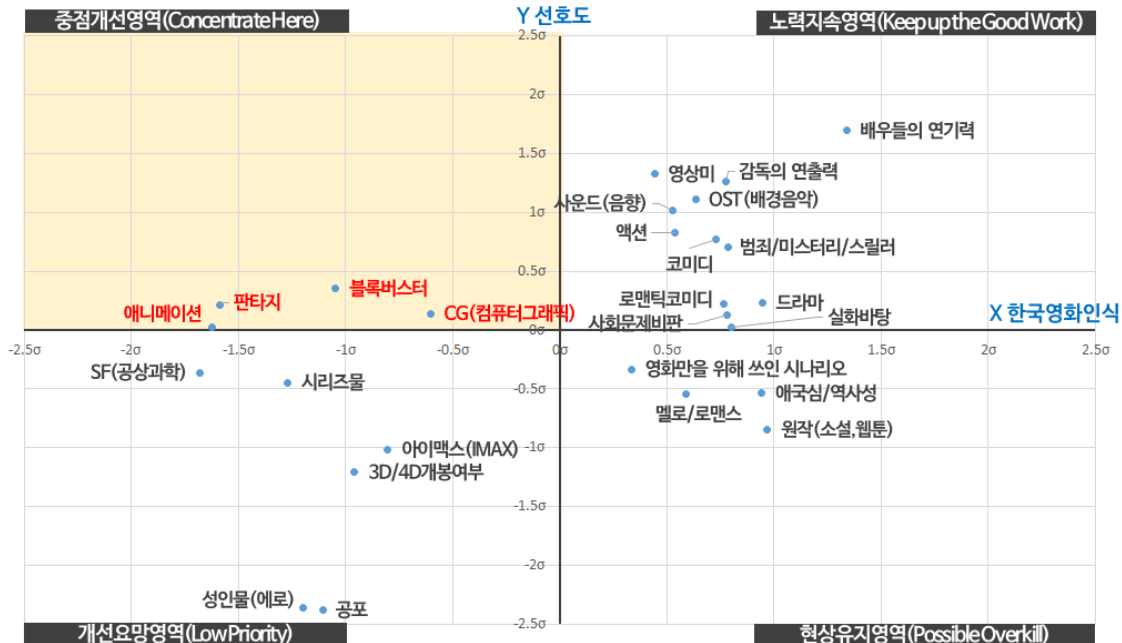 중점개선영역(Concentrate Here)
Y 선호도
노력지속영역(Keep up the Good Work)
2.5σ
2σ
배우들의 연기력
1.5σ
영상미
감독의 연출력
OST(배경음악)
사운드(음향)
1σ
액션
코미디
범죄/미스터리/스릴러
0.5σ
블록버스터
판타지
애니메이션
CG(컴퓨터그래픽)
로맨틱코미디
드라마
사회문제비판
실화바탕
X 한국영화인식
0σ
-2.5σ
-2σ
-1.5σ
-1σ
-0.5σ
0σ
0.5σ
1σ
1.5σ
2σ
2.5σ
SF(공상과학)
시리즈물
영화만을 위해 쓰인 시나리오
-0.5σ
애국심/역사성
멜로/로맨스
원작(소설,웹툰)
-1σ
아이맥스(IMAX)
3D/4D개봉여부
-1.5σ
-2σ
성인물(에로)
공포
-2.5σ
개선요망영역(Low Priority)
현상유지영역(Possible Overkill)